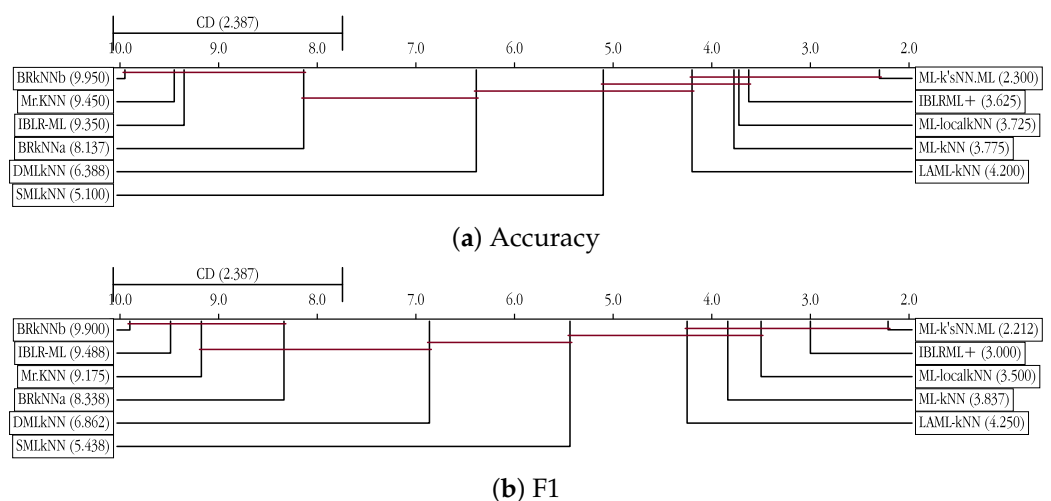 CD (2.387)
10.0 9.0 8.0 7.0 6.0 5.0 4.0 3.0 2.0
BRkNNb (9.950) ML-k'sNN.ML (2.300)
Mr.KNN (9.450) IBLRML+ (3.625)
IBLR-ML (9.350) ML-localkNN (3.725)
BRkNNa (8.137) ML-kNN (3.775)
DMLkNN (6.388) LAML-kNN (4.200)
SMLkNN (5.100)
(a) Accuracy
CD (2.387)
10.0 9.0 8.0 7.0 6.0 5.0 4.0 3.0 2.0
BRkNNb (9.900) ML-k'sNN.ML (2.212)
IBLR-ML (9.488) IBLRML+ (3.000)
Mr.KNN (9.175) ML-localkNN (3.500)
BRkNNa (8.338) ML-kNN (3.837)
DMLkNN (6.862) LAML-kNN (4.250)
SMLkNN (5.438)
(b) F1